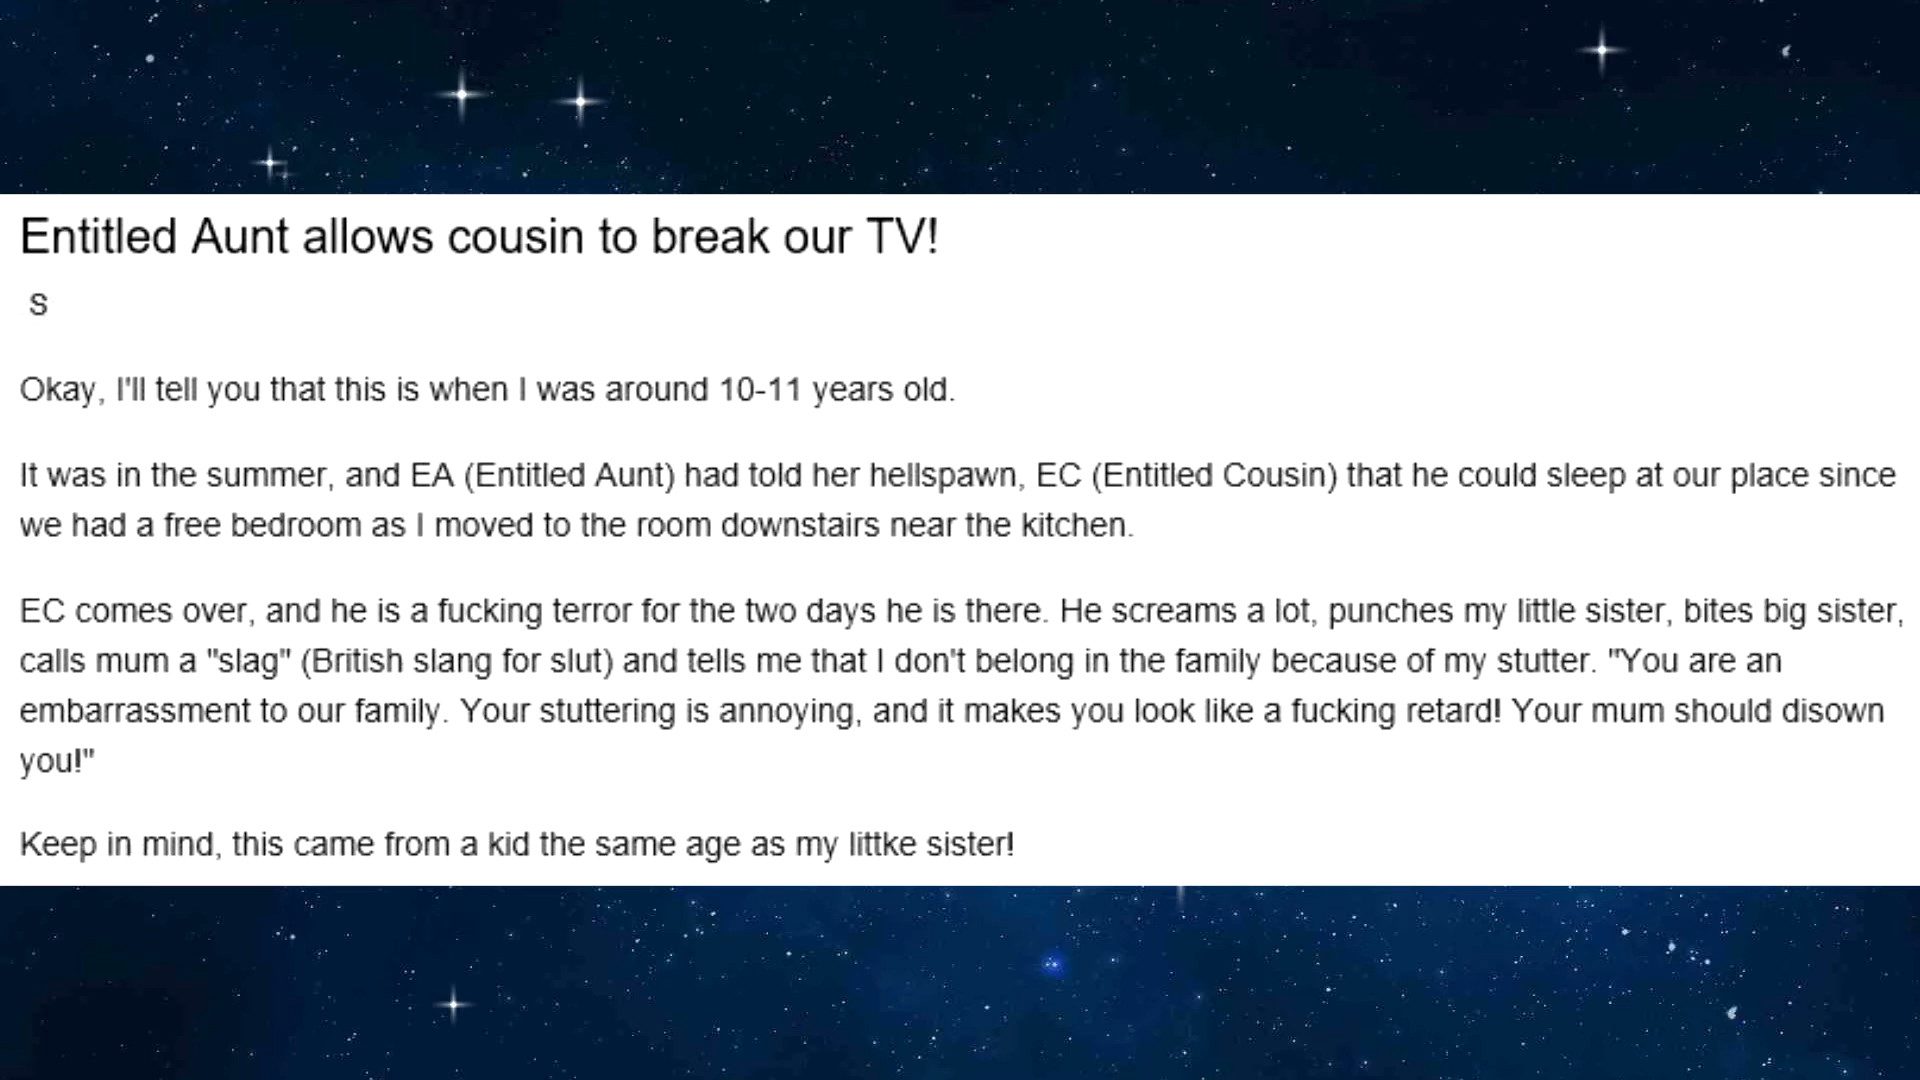 Entitled Aunt allows cousin to break our TV!
S
Okay, I'll tell you that this is when I was around 10-11 years old.
It was in the summer, and EA (Entitled Aunt) had told her hellspawn, EC (Entitled Cousin) that he could sleep at our place since
we had a free bedroom as I moved to the room downstairs near the kitchen.
EC comes over, and he is a fucking terror for the two days he is there. He screams a lot, punches my little sister, bites big sister,
calls mum a "slag" (British slang for slut) and tells me that I don't belong in the family because of my stutter. "You are an
embarrassment to our family. Your stuttering is annoying, and it makes you look like a fucking retard! Your mum should disown
you!"
Keep in mind, this came from a kid the same age as my littke sister!